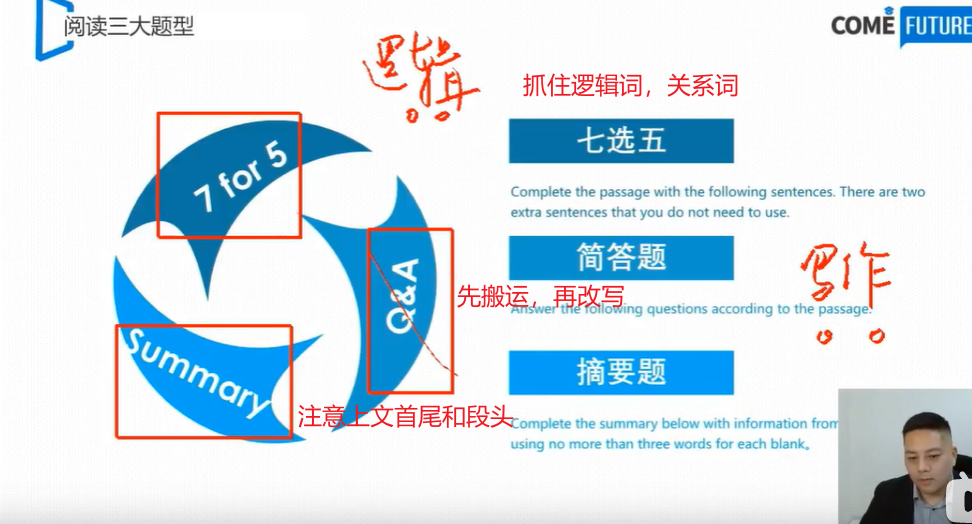 阅读三大题型
COME FUTURE
逻辑
抓住逻辑词，关系词
7 for 5
七选五
Complete the passage with the following sentences. There are two
extra sentences that you do not need to use.
简答题
写作
Q&A
先搬运，再改写
Answer the following questions according to the passage.
Summary
摘要题
注意上文首尾和段头
Complete the summary below with information from
using no more than three words for each blank。